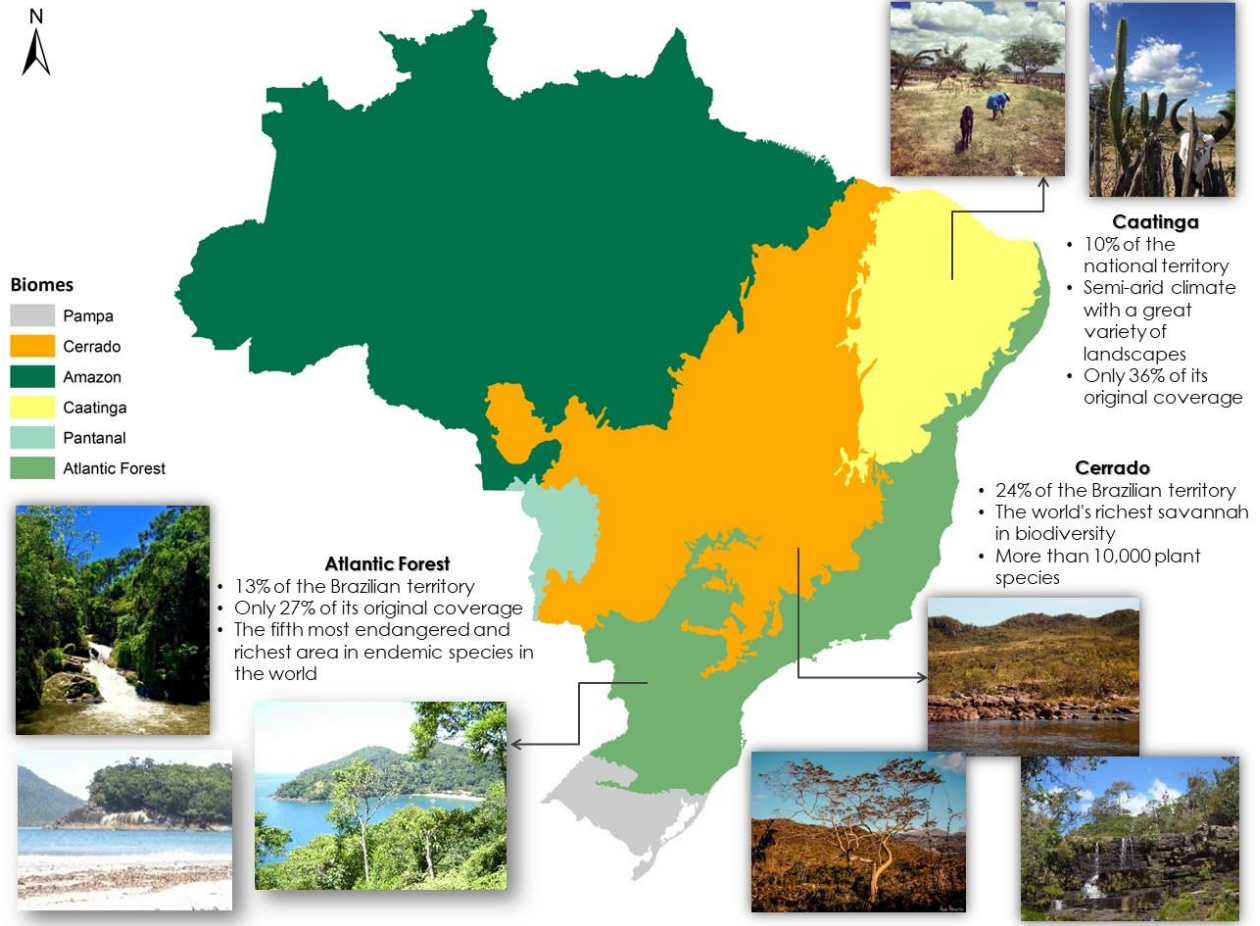 N
Biomes
Pampa
Cerrado
Amazon
Caatinga
Pantanal
Atlantic Forest
Caatinga
• 10% of the
national territory
• Semi-arid climate
with a great
variety of
landscapes
• Only 36% of its
original coverage
Cerrado
• 24% of the Brazilian territory
• The world's richest savannah
in biodiversity
• More than 10,000 plant
species
Atlantic Forest
• 13% of the Brazilian territory
• Only 27% of its original coverage
• The fifth most endangered and
richest area in endemic species in
the world